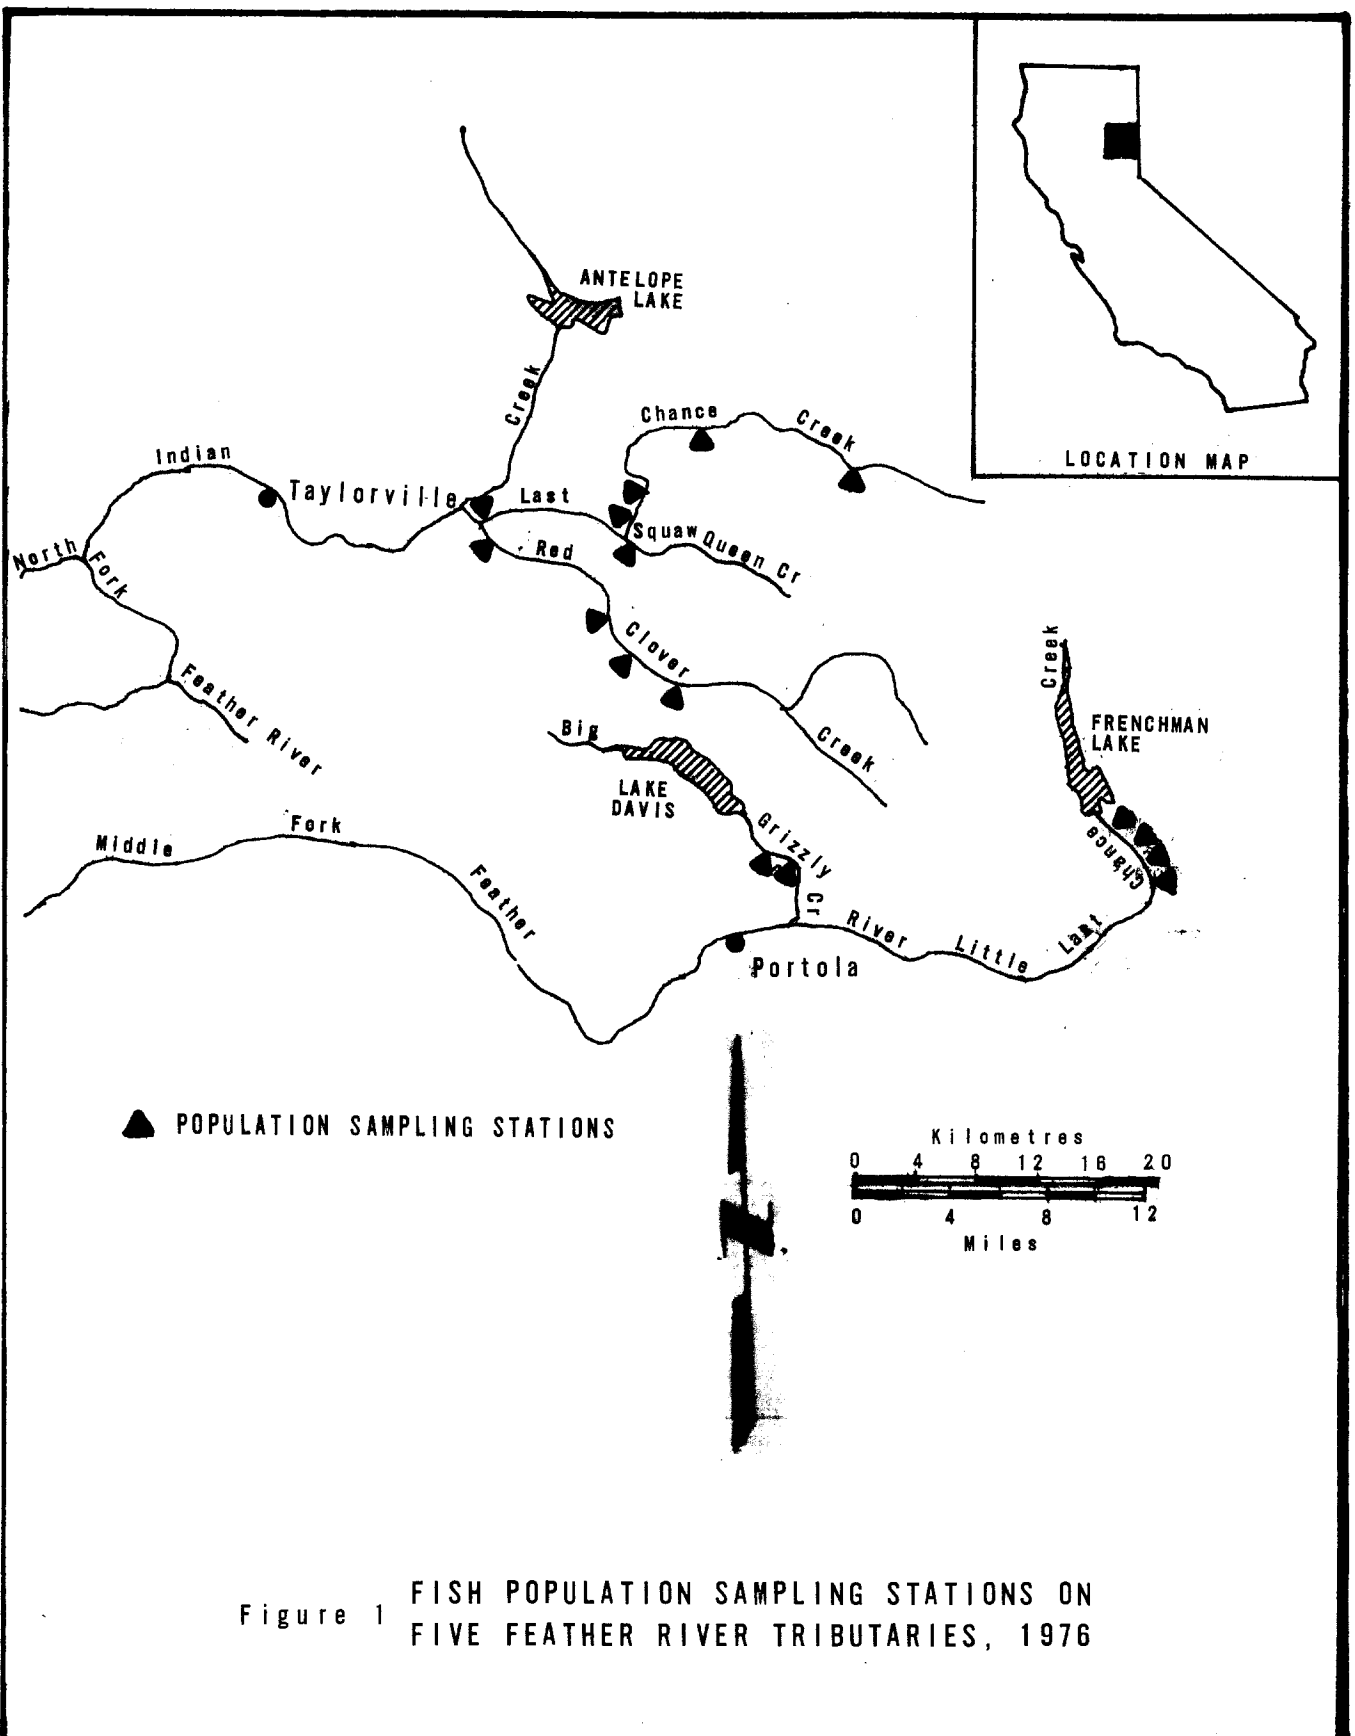 ANTELOPE
LAKE
Creek
Chance
Creek
LOCATION MAP
Indian
Taylorville
Last
Squaw Queen Cr
North
Fork
Red
Clover
Creek
Feather River
Creek
FRENCHMAN
LAKE
Big
LAKE
DAVIS
Grizzly
Cr
Chance
Middle
Fork
Feather
River
Little
Last
Portola
POPULATION SAMPLING STATIONS
Kilometres
0 4 8 12 16 20
0 4 8 12
Miles
N
Figure 1
FISH POPULATION SAMPLING STATIONS ON
FIVE FEATHER RIVER TRIBUTARIES, 1976